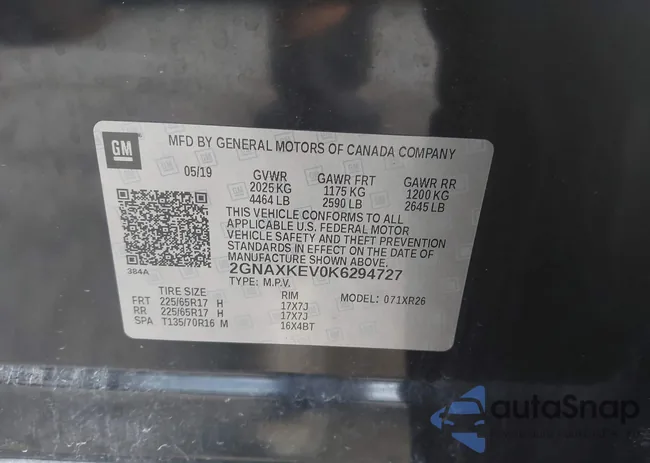 GM
MFD BY GENERAL MOTORS OF CANADA COMPANY
05/19 GVWR GAWR FRT GAWR RR
2025 KG 1175 KG 1200 KG
4464 LB 2590 LB 2645 LB
THIS VEHICLE CONFORMS TO ALL
APPLICABLE U.S. FEDERAL MOTOR
VEHICLE SAFETY AND THEFT PREVENTION
STANDARDS IN EFFECT ON THE DATE OF
MANUFACTURE SHOWN ABOVE.
384A
2GNAXKEV0K6294727
TYPE: M.P.V.
TIRE SIZE RIM MODEL: 071XR26
FRT 225/65R17 H 17X7J
RR 225/65R17 H 17X7J
SPA T135/70R16 M 16X4BT
autoSnap